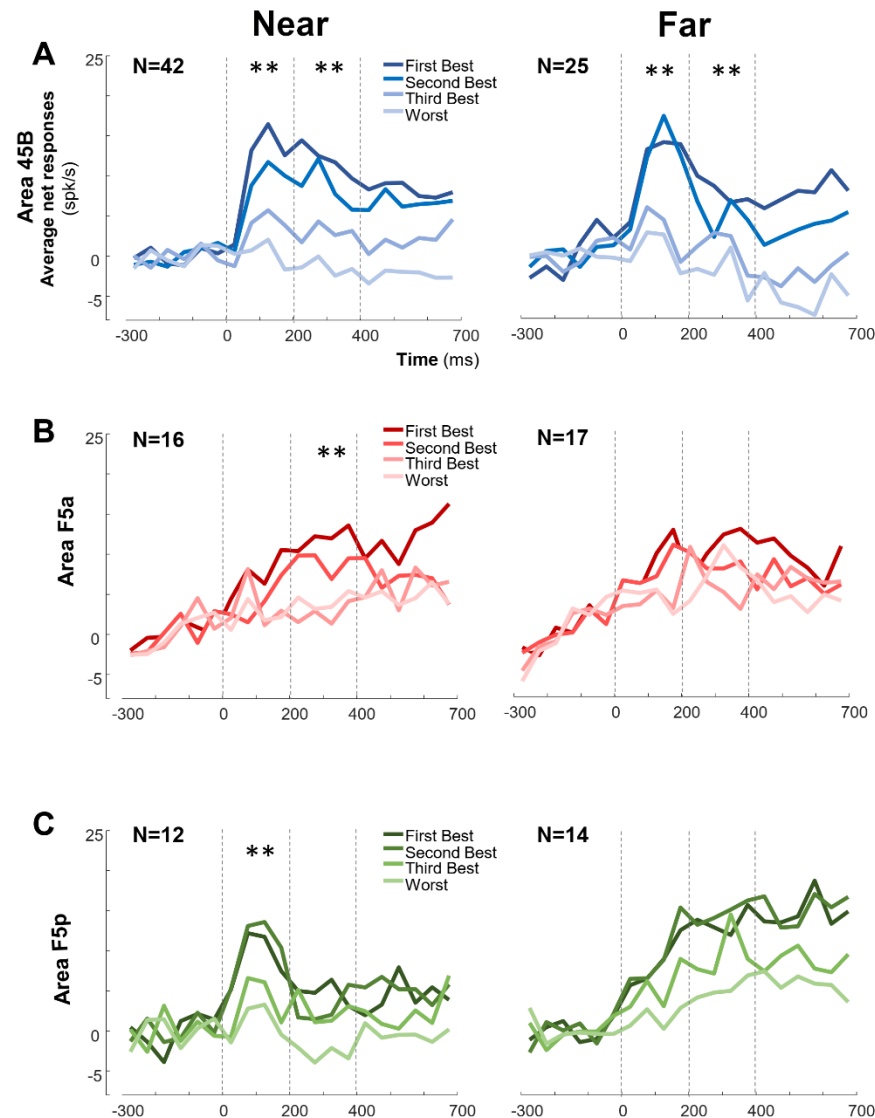 Near Far
A
N=42 ** ** First Best
Second Best
Third Best
Worst
N=25 ** **
Area 45B
Average net responses
(spk/s)
25
0
-5
-300 0 200 400 700
Time (ms)
-300 0 200 400 700
B
N=16 ** First Best
Second Best
Third Best
Worst
N=17
Area F5a
25
0
-5
-300 0 200 400 700
-300 0 200 400 700
C
N=12 ** First Best
Second Best
Third Best
Worst
N=14
Area F5p
25
0
-5
-300 0 200 400 700
-300 0 200 400 700